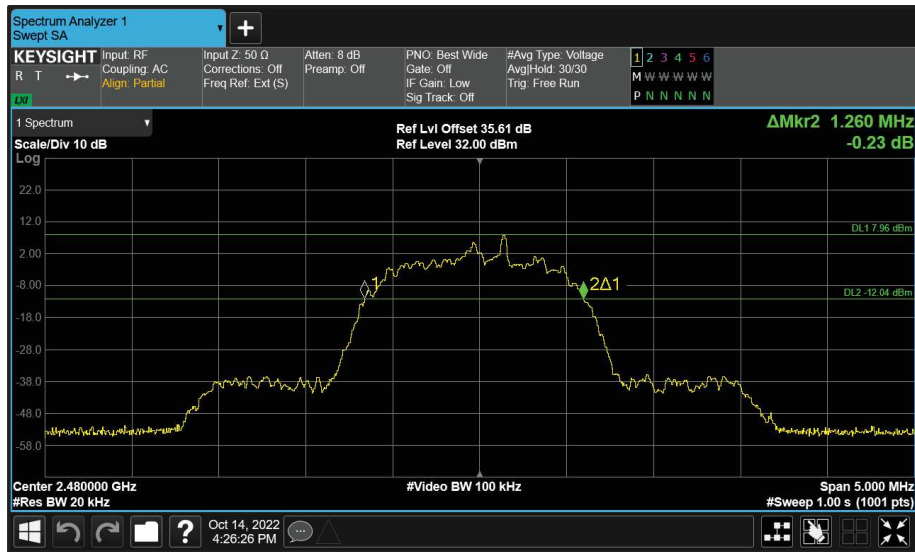 Spectrum Analyzer 1
Swept SA
KEYSIGHT
R T
LXI
Input: RF
Coupling: AC
Align: Partial
Input Z: 50 Ω
Corrections: Off
Freq Ref: Ext (S)
Atten: 8 dB
Preamp: Off
PNO: Best Wide
Gate: Off
IF Gain: Low
Sig Track: Off
#Avg Type: Voltage
Avg|Hold: 30/30
Trig: Free Run
1 2 3 4 5 6
M W W W W W
P N N N N N
1 Spectrum
Scale/Div 10 dB
Ref Lvl Offset 35.61 dB
Ref Level 32.00 dBm
ΔMkr2 1.260 MHz
-0.23 dB
Log
22.0
12.0
DL1 7.96 dBm
2.00
-8.00
1
2Δ1
DL2 -12.04 dBm
-18.0
-28.0
-38.0
-48.0
-58.0
Center 2.480000 GHz
#Video BW 100 kHz
Span 5.000 MHz
#Res BW 20 kHz
#Sweep 1.00 s (1001 pts)
?
Oct 14, 2022
4:26:26 PM